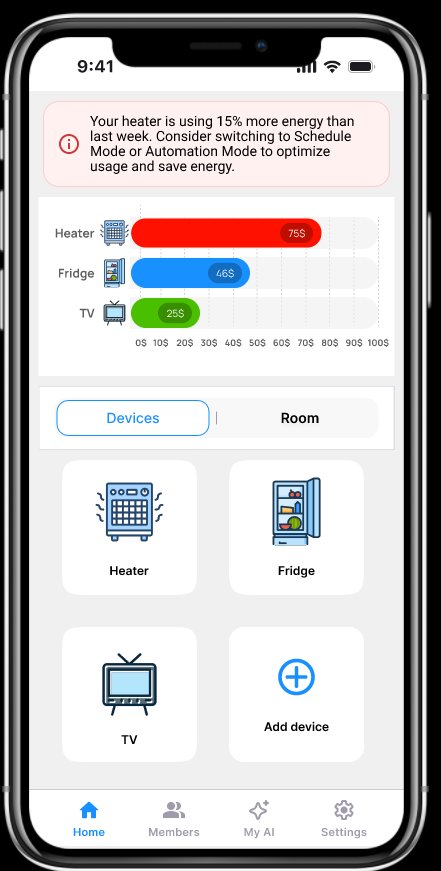 9:41
Your heater is using 15% more energy than
last week. Consider switching to Schedule
Mode or Automation Mode to optimize
usage and save energy.
Heater 75$
Fridge 46$
TV 25$
0$ 10$ 20$ 30$ 40$ 50$ 60$ 70$ 80$ 90$ 100$
Devices Room
Heater Fridge
TV Add device
Home Members My AI Settings